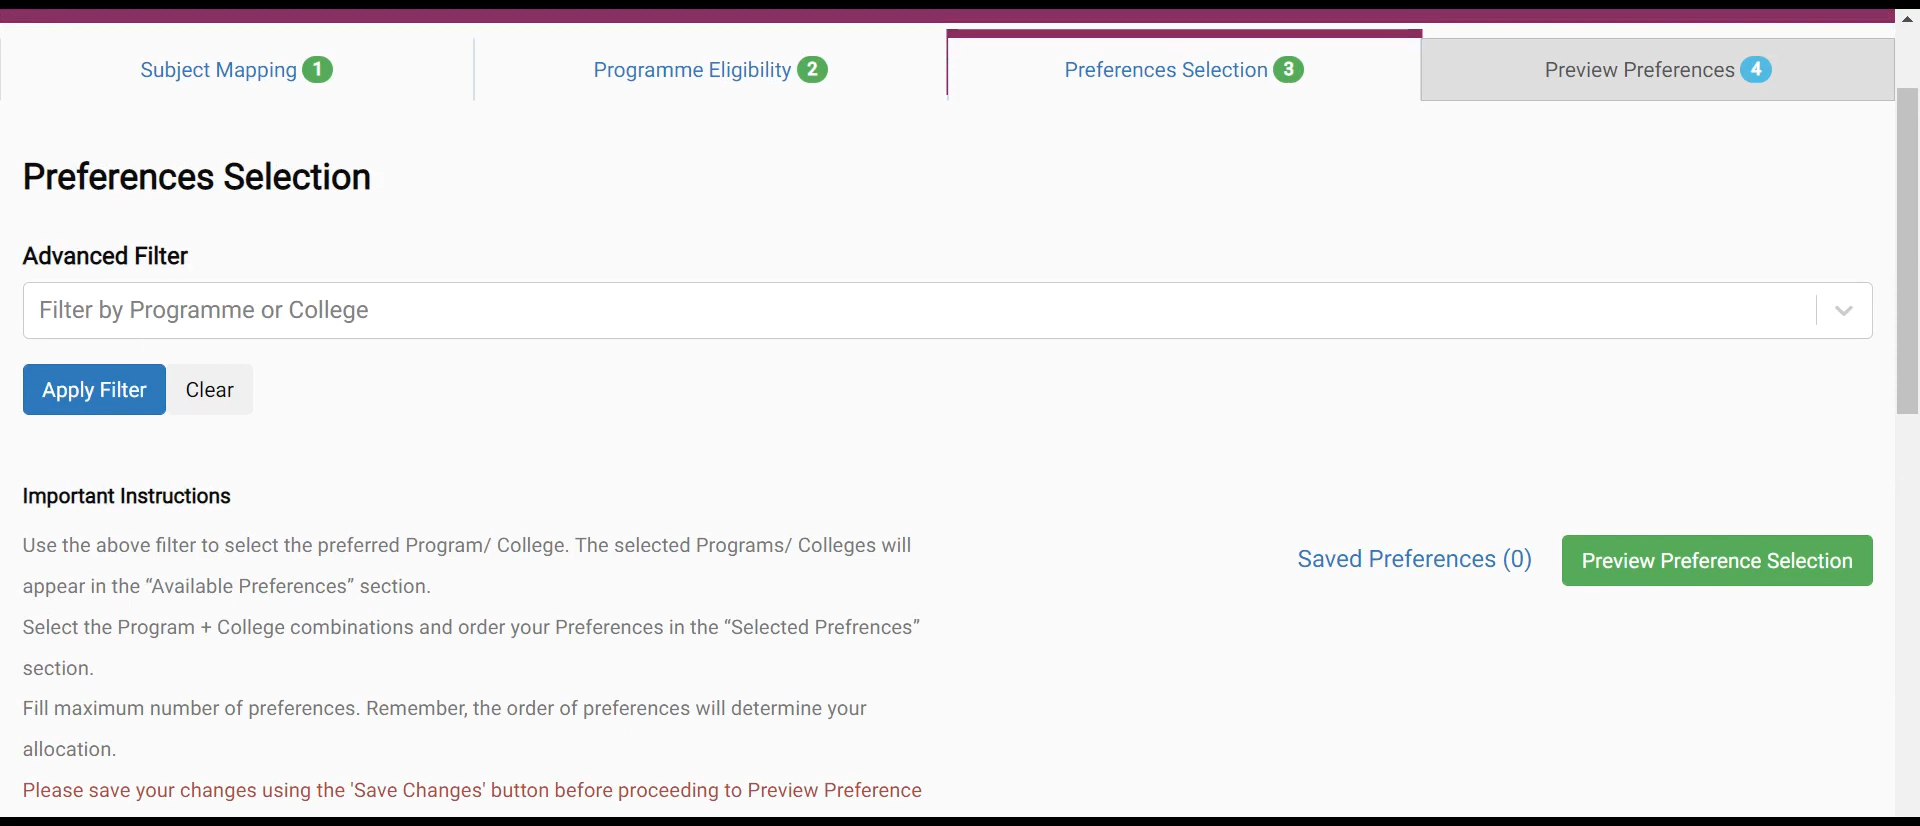 Subject Mapping 1
Programme Eligibility 2
Preferences Selection 3
Preview Preferences 4
Preferences Selection
Advanced Filter
Filter by Programme or College
Apply Filter
Clear
Important Instructions
Use the above filter to select the preferred Program/ College. The selected Programs/ Colleges will
appear in the “Available Preferences” section.
Select the Program + College combinations and order your Preferences in the “Selected Prefrences”
section.
Fill maximum number of preferences. Remember, the order of preferences will determine your
allocation.
Please save your changes using the 'Save Changes' button before proceeding to Preview Preference
Saved Preferences (0)
Preview Preference Selection